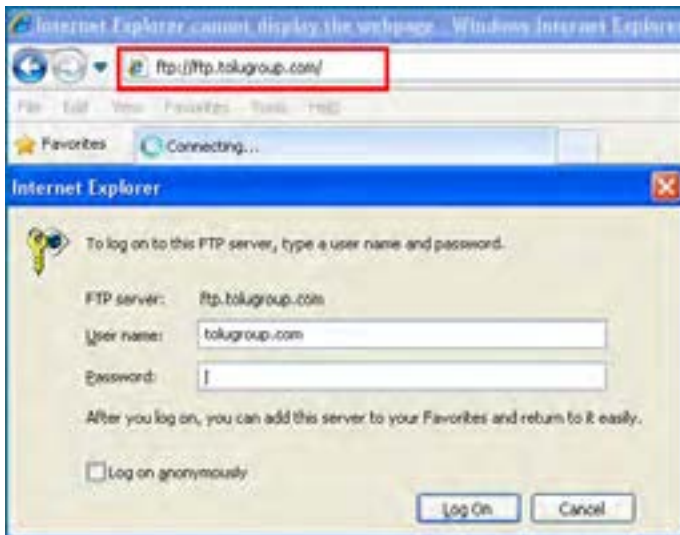 Internet Explorer cannot display the webpage - Windows Internet Explorer
ftp://ftp.tolugroup.com/
File Edit View Favorites Tools Help
Favorites Connecting...
Internet Explorer
To log on to this FTP server, type a user name and password.
FTP server: ftp.tolugroup.com
User name: tolugroup.com
Password:
After you log on, you can add this server to your Favorites and return to it easily.
Log on anonymously
Log On Cancel